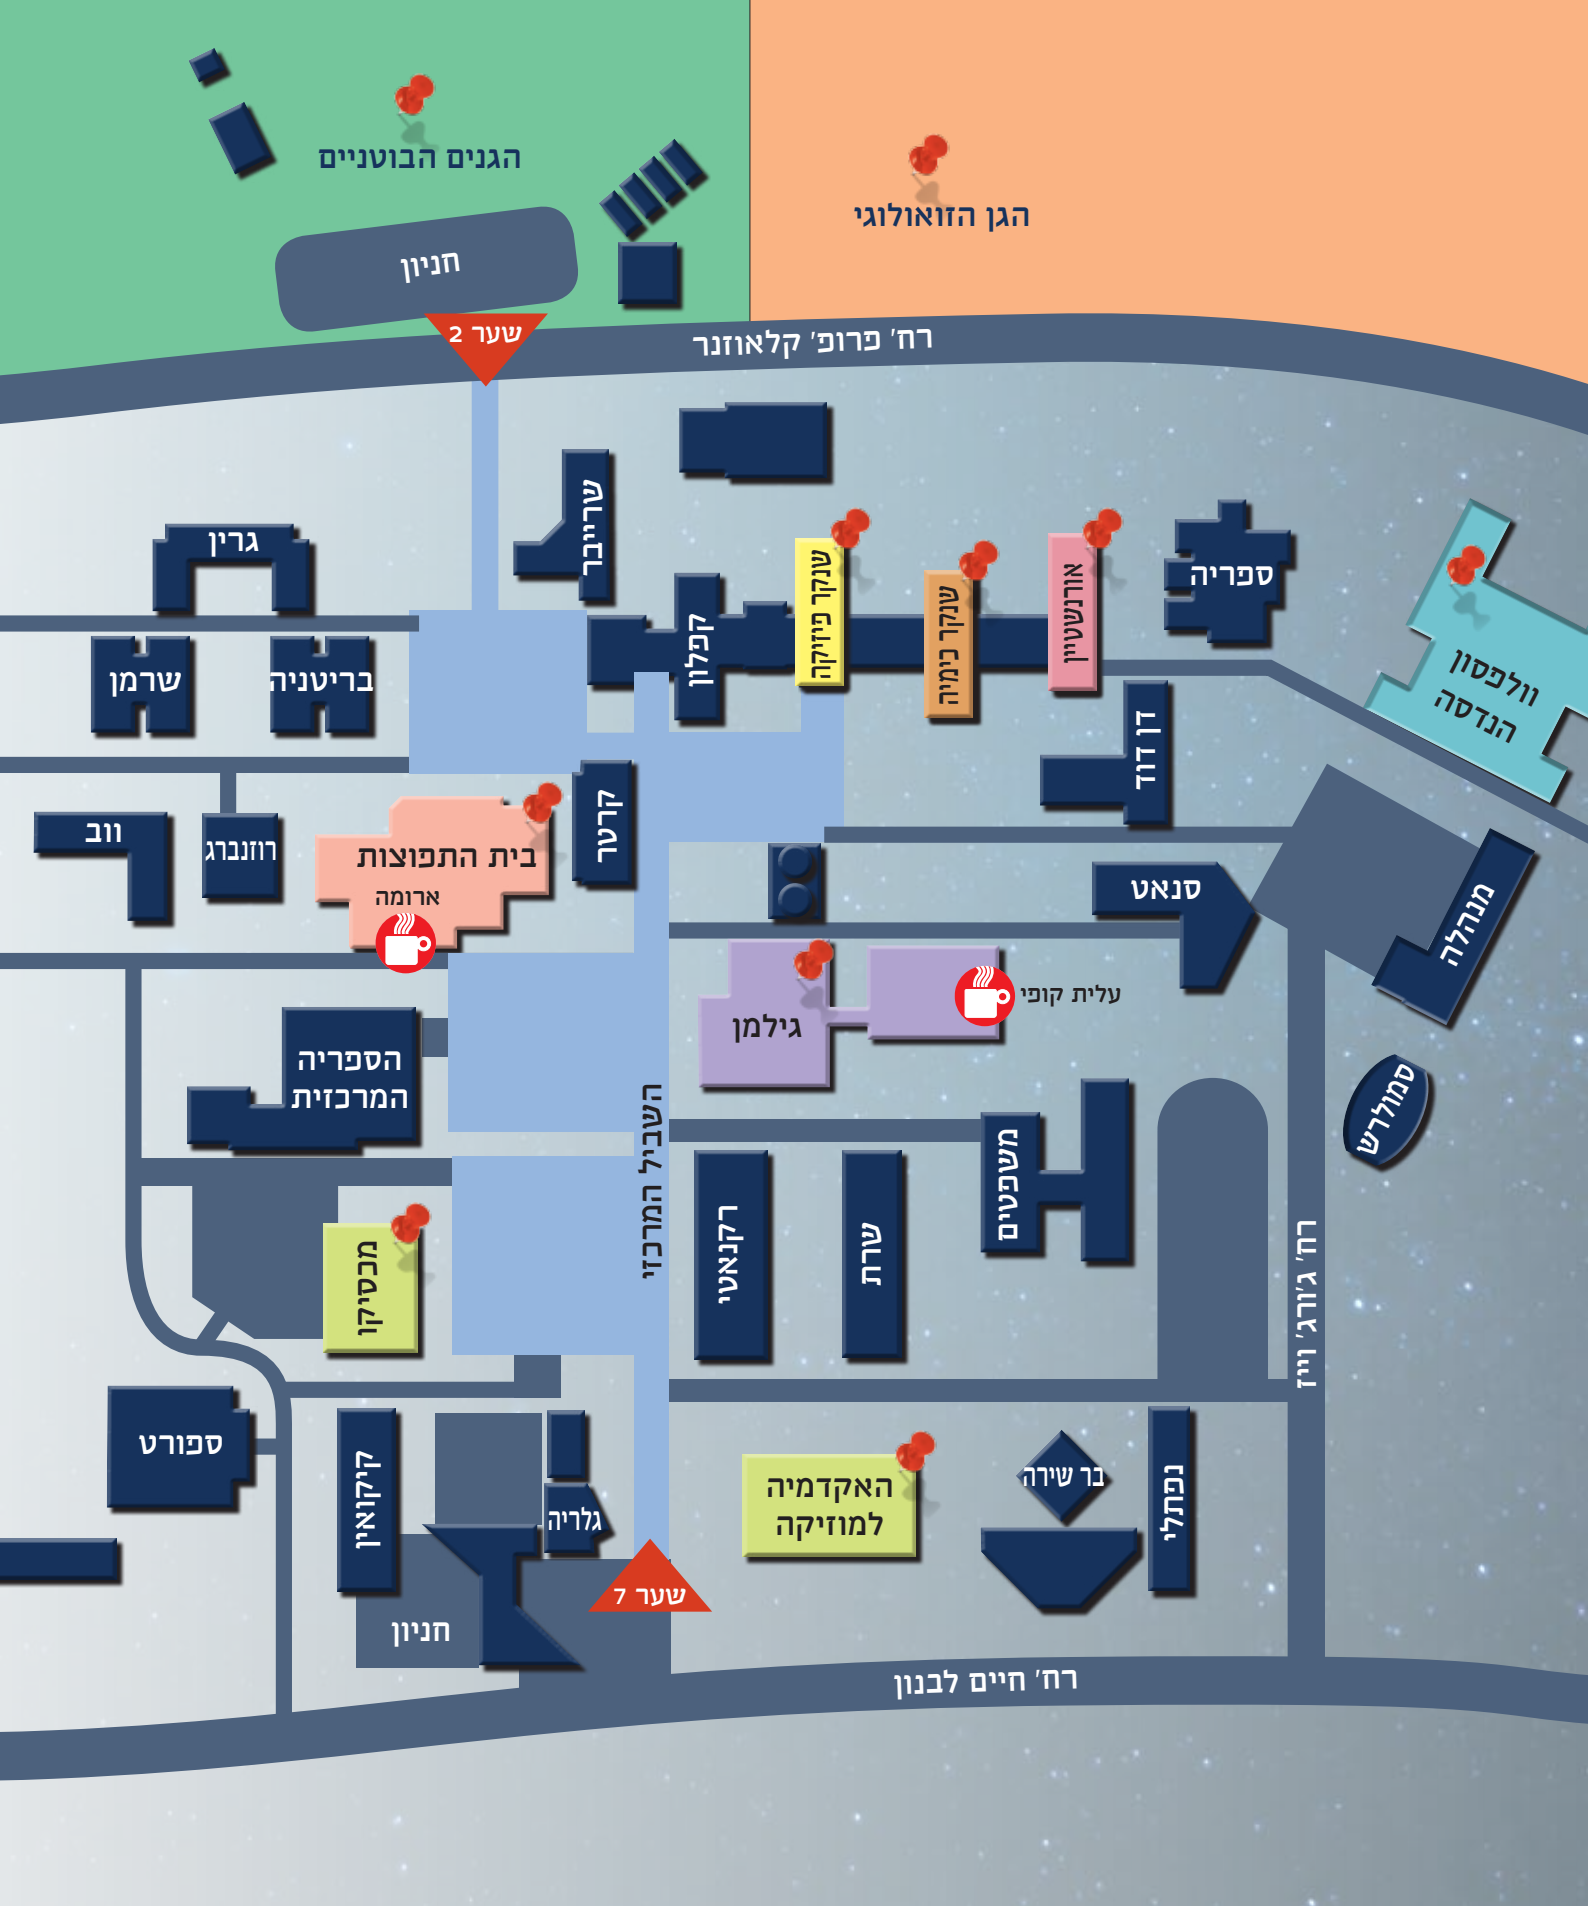 הגנים הבוטניים
הגן הזואולוגי
חניון
שער 2
רח' פרופ' קלאוזנר
שרייבר
גרין
שנקר פיזיקה
שנקר כימיה
אורנשטיין
ספריה
וולפסון
הנדסה
קפלון
שרמן
בריטניה
דן דוד
ווב
רוזנברג
בית התפוצות
ארומה
קרטר
סנאט
מנהלה
גילמן
עלית קופי
הספריה
המרכזית
סמולרש
השביל המרכזי
משפטים
רקנאטי
שרת
מכסיקו
רח' ג'ורג' וייז
ספורט
קיקואין
גלריה
האקדמיה
למוזיקה
בר שירה
נפתלי
שער 7
חניון
רח' חיים לבנון